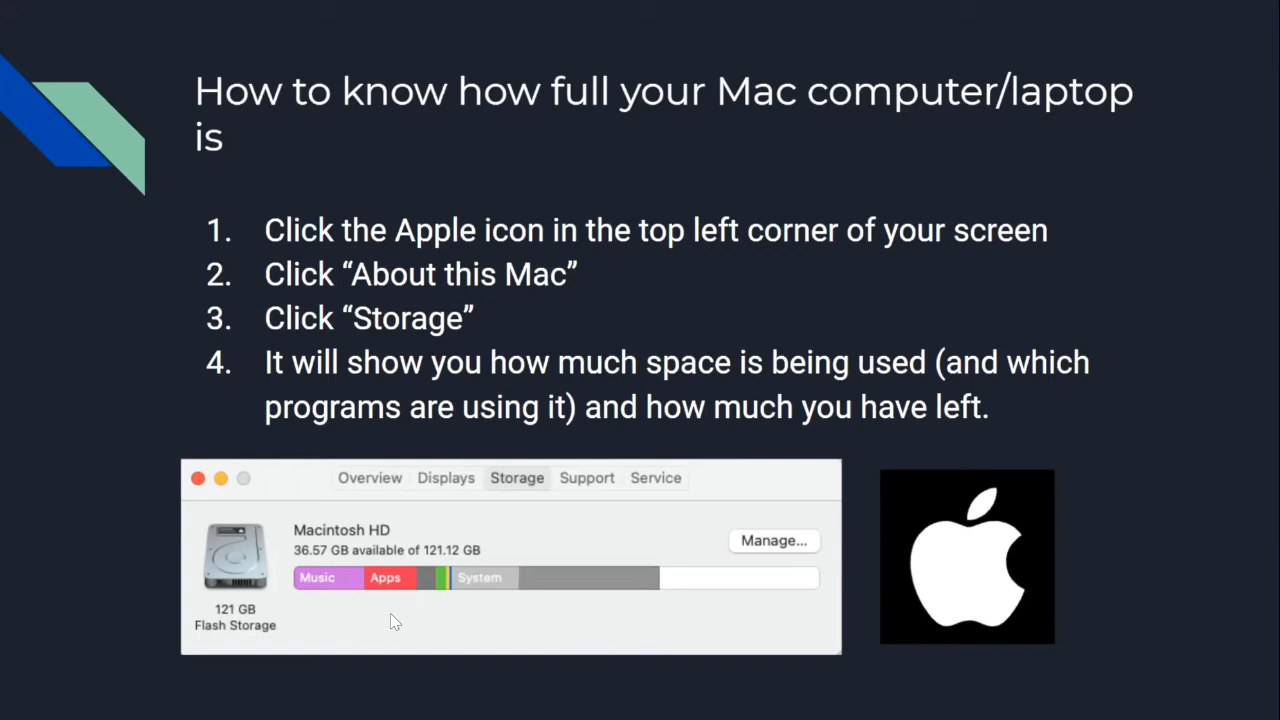 How to know how full your Mac computer/laptop
is
1. Click the Apple icon in the top left corner of your screen
2. Click “About this Mac”
3. Click “Storage”
4. It will show you how much space is being used (and which
programs are using it) and how much you have left.
Overview Displays Storage Support Service
Macintosh HD
36.57 GB available of 121.12 GB
Manage...
Music Apps System
121 GB
Flash Storage